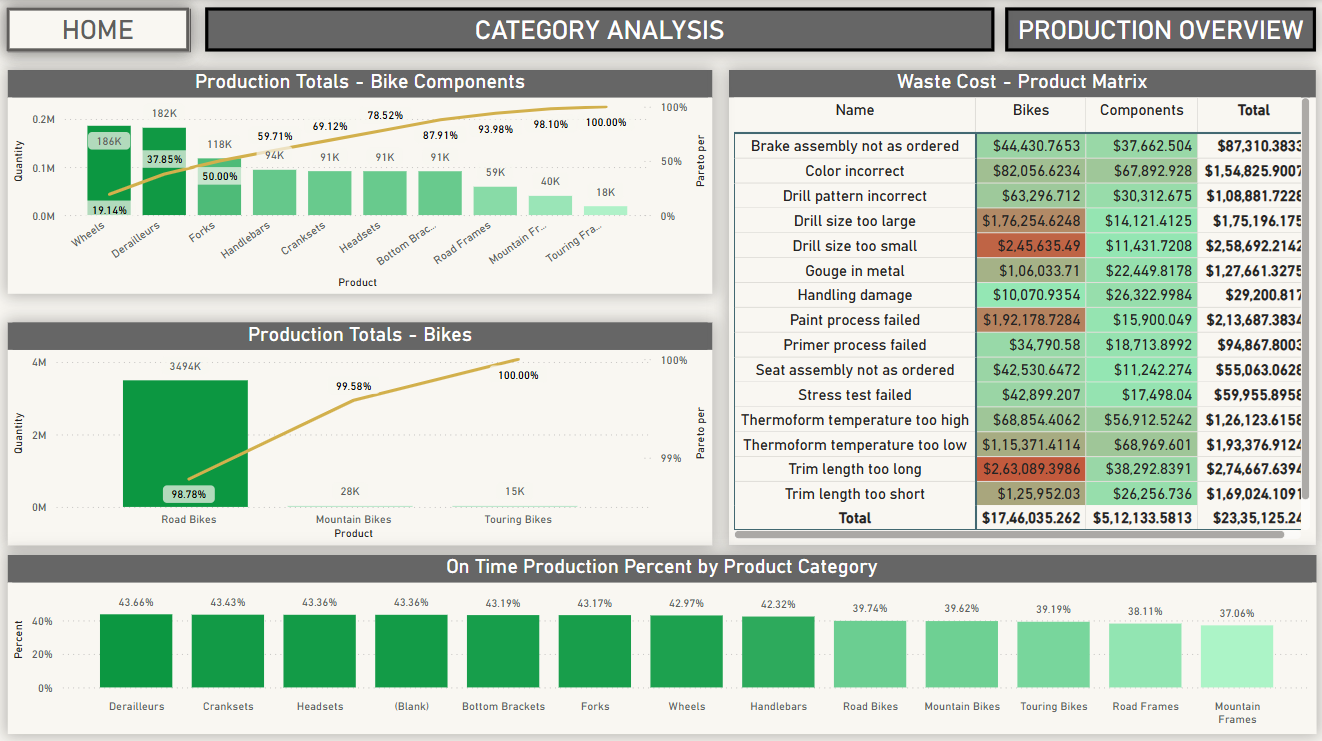 HOME
CATEGORY ANALYSIS
PRODUCTION OVERVIEW
Production Totals - Bike Components
Quantity
0.2M
0.1M
0.0M
186K
182K
118K
94K
91K
91K
91K
59K
40K
18K
19.14%
37.85%
50.00%
59.71%
69.12%
78.52%
87.91%
93.98%
98.10%
100.00%
100%
50%
0%
Pareto per
Wheels
Derailleurs
Forks
Handlebars
Cranksets
Headsets
Bottom Brac...
Road Frames
Mountain Fr...
Touring Fra...
Product
Production Totals - Bikes
Quantity
4M
2M
0M
3494K
28K
15K
98.78%
99.58%
100.00%
100%
99%
Pareto per
Road Bikes
Mountain Bikes
Touring Bikes
Product
Waste Cost - Product Matrix
Name Bikes Components Total
Brake assembly not as ordered $44,430.7653 $37,662.504 $87,310.3833
Color incorrect $82,056.6234 $67,892.928 $1,54,825.9007
Drill pattern incorrect $63,296.712 $30,312.675 $1,08,881.7228
Drill size too large $1,76,254.6248 $14,121.4125 $1,75,196.175
Drill size too small $2,45,635.49 $11,431.7208 $2,58,692.2142
Gouge in metal $1,06,033.71 $22,449.8178 $1,27,661.3275
Handling damage $10,070.9354 $26,322.9984 $29,200.817
Paint process failed $1,92,178.7284 $15,900.049 $2,13,687.3834
Primer process failed $34,790.58 $18,713.8992 $94,867.8003
Seat assembly not as ordered $42,530.6472 $11,242.274 $55,063.0628
Stress test failed $42,899.207 $17,498.04 $59,955.8958
Thermoform temperature too high $68,854.4062 $56,912.5242 $1,26,123.6158
Thermoform temperature too low $1,15,371.4114 $68,969.601 $1,93,376.9124
Trim length too long $2,63,089.3986 $38,292.8391 $2,74,667.6394
Trim length too short $1,25,952.03 $26,256.736 $1,69,024.1091
Total $17,46,035.262 $5,12,133.5813 $23,35,125.24
On Time Production Percent by Product Category
Percent
40%
20%
0%
43.66%
43.43%
43.36%
43.36%
43.19%
43.17%
42.97%
42.32%
39.74%
39.62%
39.19%
38.11%
37.06%
Derailleurs
Cranksets
Headsets
(Blank)
Bottom Brackets
Forks
Wheels
Handlebars
Road Bikes
Mountain Bikes
Touring Bikes
Road Frames
Mountain
Frames